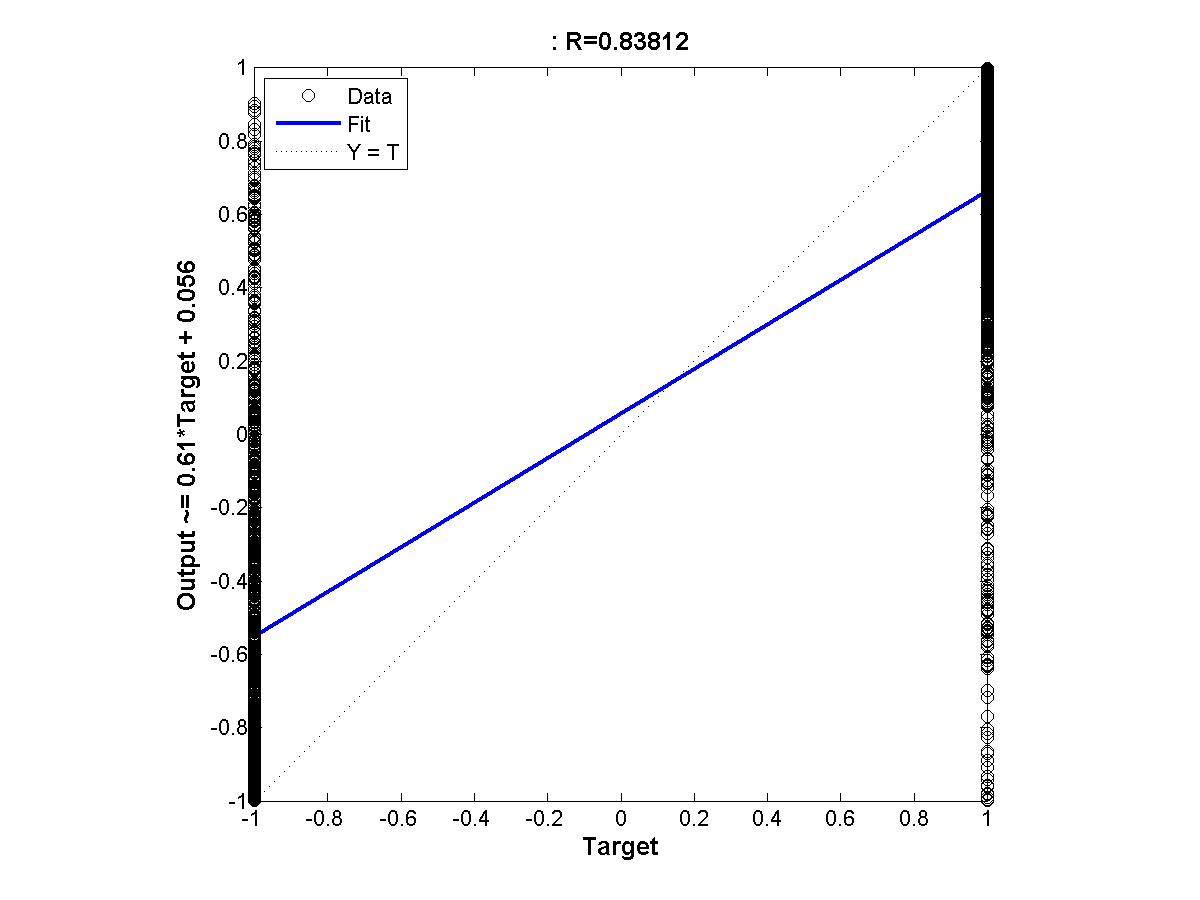 : R=0.83812
Data
Fit
Y = T
1
0.8
0.6
0.4
0.2
0
-0.2
-0.4
-0.6
-0.8
-1
Output ~= 0.61*Target + 0.056
-1 -0.8 -0.6 -0.4 -0.2 0 0.2 0.4 0.6 0.8 1
Target